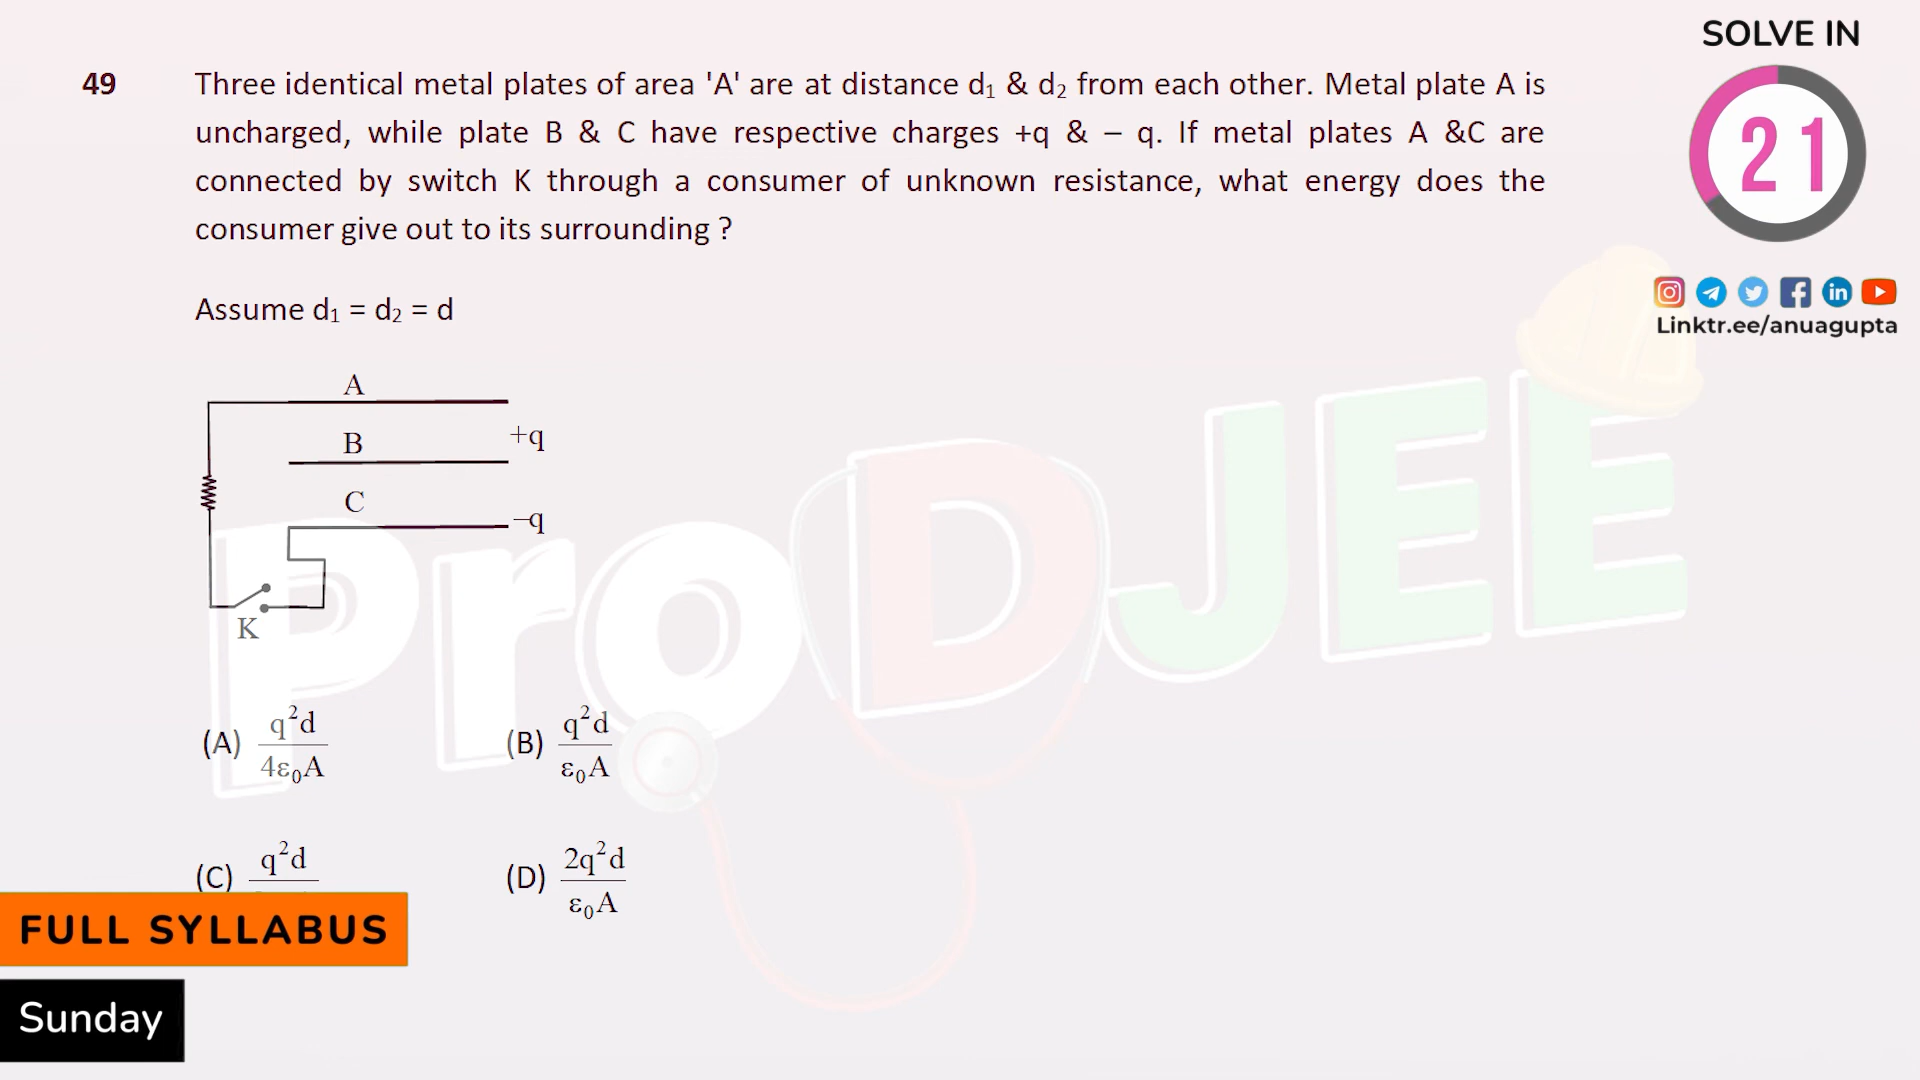 SOLVE IN
21
49 Three identical metal plates of area 'A' are at distance d₁ & d₂ from each other. Metal plate A is
uncharged, while plate B & C have respective charges +q & – q. If metal plates A &C are
connected by switch K through a consumer of unknown resistance, what energy does the
consumer give out to its surrounding ?
Linktr.ee/anuagupta
Assume d₁ = d₂ = d
A
+q
B
C
–q
K
ProDJEE
(A) q²d / 4ε₀A (B) q²d / ε₀A
(C) q²d (D) 2q²d / ε₀A
FULL SYLLABUS
Sunday